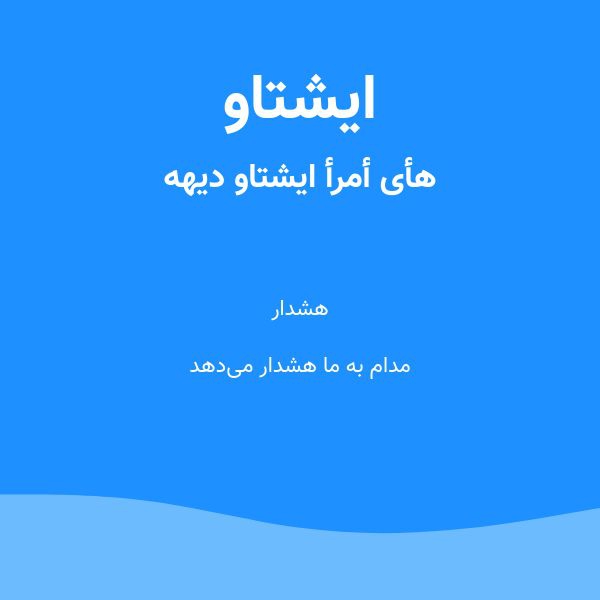 ایشتاو
هأی أمرأ ایشتاو دیهه
هشدار
مدام به ما هشدار می‌دهد